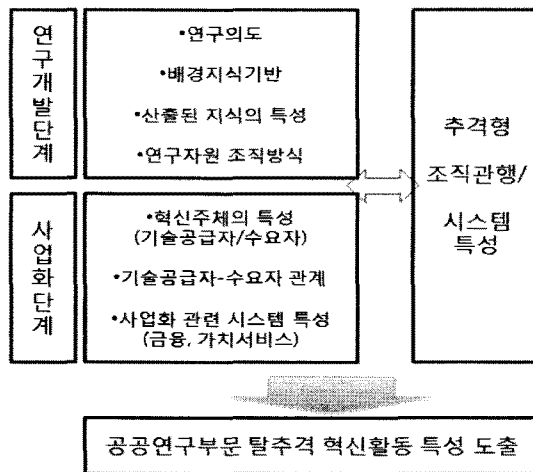 연구개발단계
•연구의도
•배경지식기반
•산출된 지식의 특성
•연구자원 조직방식
사업화단계
•혁신주체의 특성
(기술공급자/수요자)
•기술공급자-수요자 관계
•사업화 관련 시스템 특성
(금융, 가치서비스)
추격형
조직관행/
시스템
특성
공공연구부문 탈추격 혁신활동 특성 도출